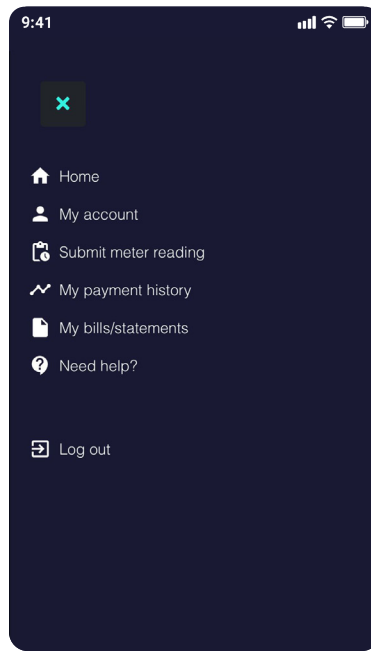 9:41
Home
My account
Submit meter reading
My payment history
My bills/statements
Need help?
Log out